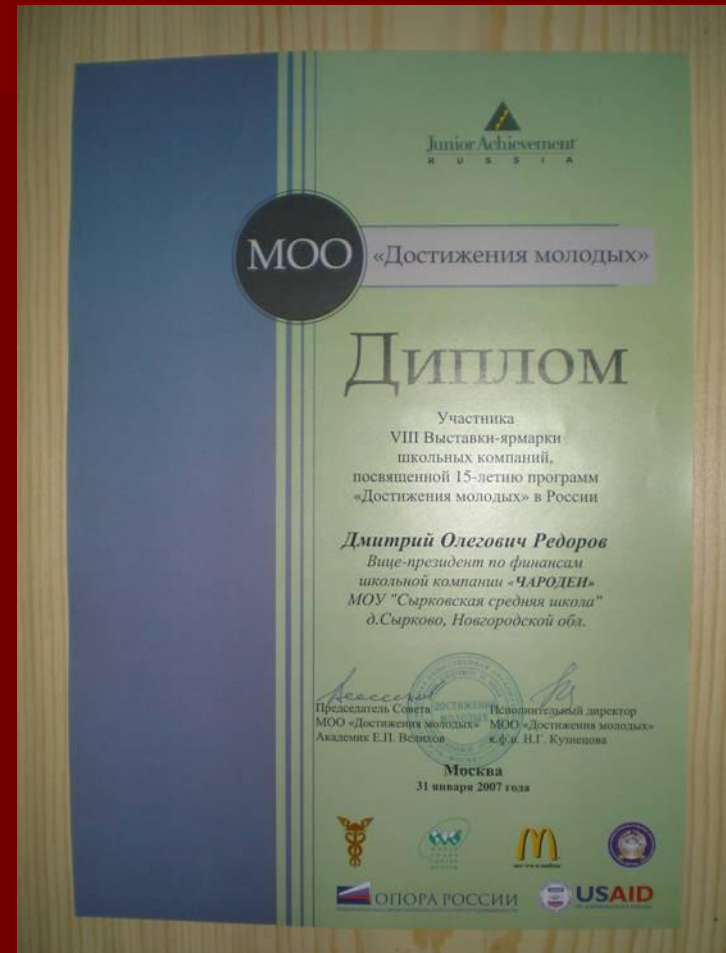 Junior Achievement
RUSSIA
МОО «Достижения молодых»
Диплом
Участника
VIII Выставки-ярмарки
школьных компаний,
посвященной 15-летию программ
«Достижения молодых» в России
Дмитрий Олегович Редоров
Вице-президент по финансам
школьной компании «ЧАРОДЕИ»
МОУ "Сырковская средняя школа"
д.Сырково, Новгородской обл.
Председатель Совета
МОО «Достижения молодых»
Академик Е.П. Велихов
Исполнительный директор
МОО «Достижения молодых»
к.ф.н. Н.Г. Кузнецова
ДОСТИЖЕНИЯ
МОЛОДЫХ
Москва
31 января 2007 года
ОПОРА РОССИИ
USAID